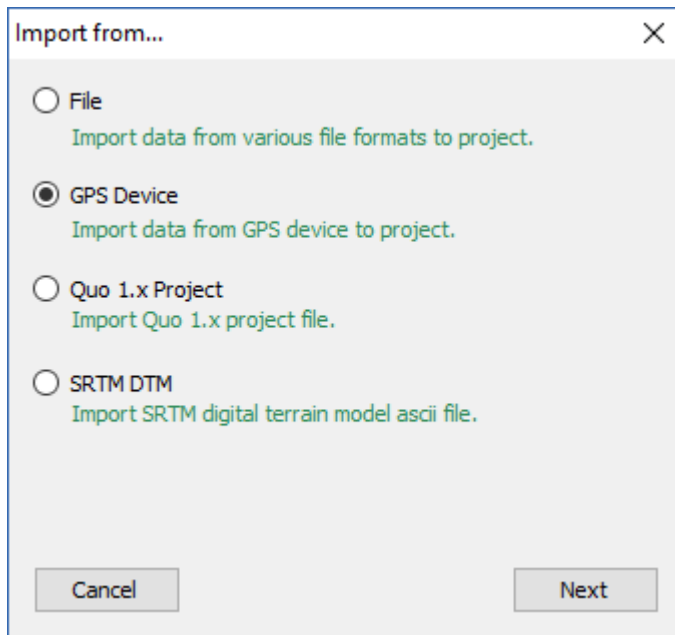 Import from...
File
Import data from various file formats to project.
GPS Device
Import data from GPS device to project.
Quo 1.x Project
Import Quo 1.x project file.
SRTM DTM
Import SRTM digital terrain model ascii file.
Cancel
Next